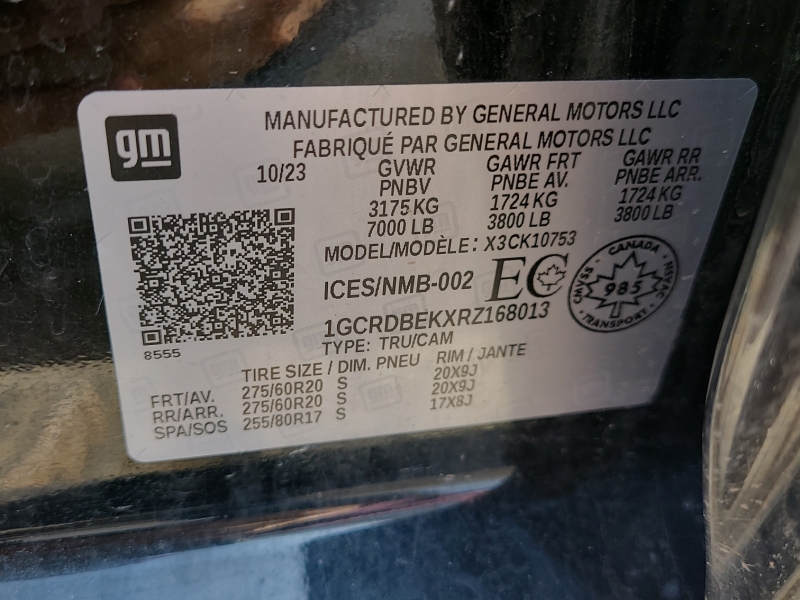 gm
MANUFACTURED BY GENERAL MOTORS LLC
FABRIQUÉ PAR GENERAL MOTORS LLC
10/23 GVWR GAWR FRT GAWR RR
PNBV PNBE AV. PNBE ARR.
3175 KG 1724 KG 1724 KG
7000 LB 3800 LB 3800 LB
MODEL/MODÈLE: X3CK10753
ICES/NMB-002 EC
CANADA
CMVSS 985 NSVAC
TRANSPORT
1GCRDBEKXRZ168013
8555
TYPE: TRU/CAM
TIRE SIZE / DIM. PNEU RIM / JANTE
FRT/AV. 275/60R20 S 20X9J
RR/ARR. 275/60R20 S 20X9J
SPA/SOS 255/80R17 S 17X8J